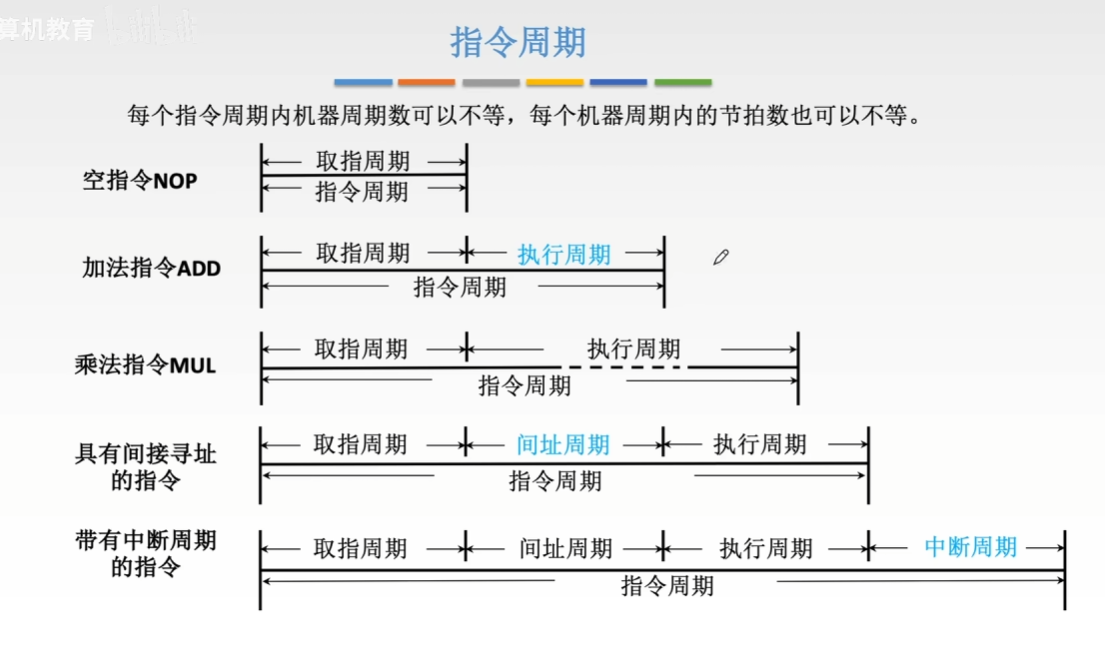 算机教育
指令周期
每个指令周期内机器周期数可以不等，每个机器周期内的节拍数也可以不等。
空指令NOP
取指周期
指令周期
加法指令ADD
取指周期 执行周期
指令周期
乘法指令MUL
取指周期 执行周期
指令周期
具有间接寻址
的指令
取指周期 间址周期 执行周期
指令周期
带有中断周期
的指令
取指周期 间址周期 执行周期 中断周期
指令周期